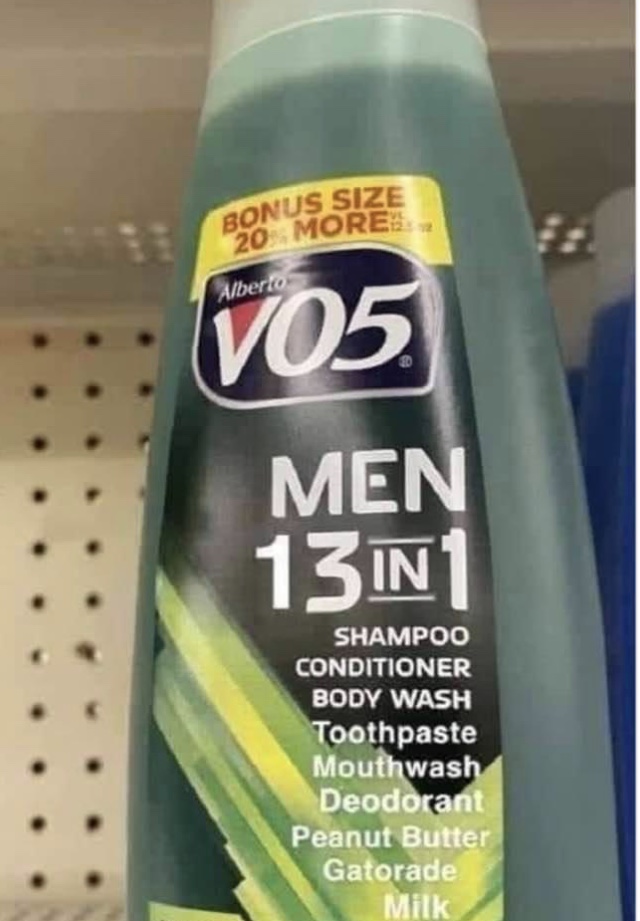 BONUS SIZE
20% MORE
Alberto
VO5®
MEN
13 IN 1
SHAMPOO
CONDITIONER
BODY WASH
Toothpaste
Mouthwash
Deodorant
Peanut Butter
Gatorade
Milk